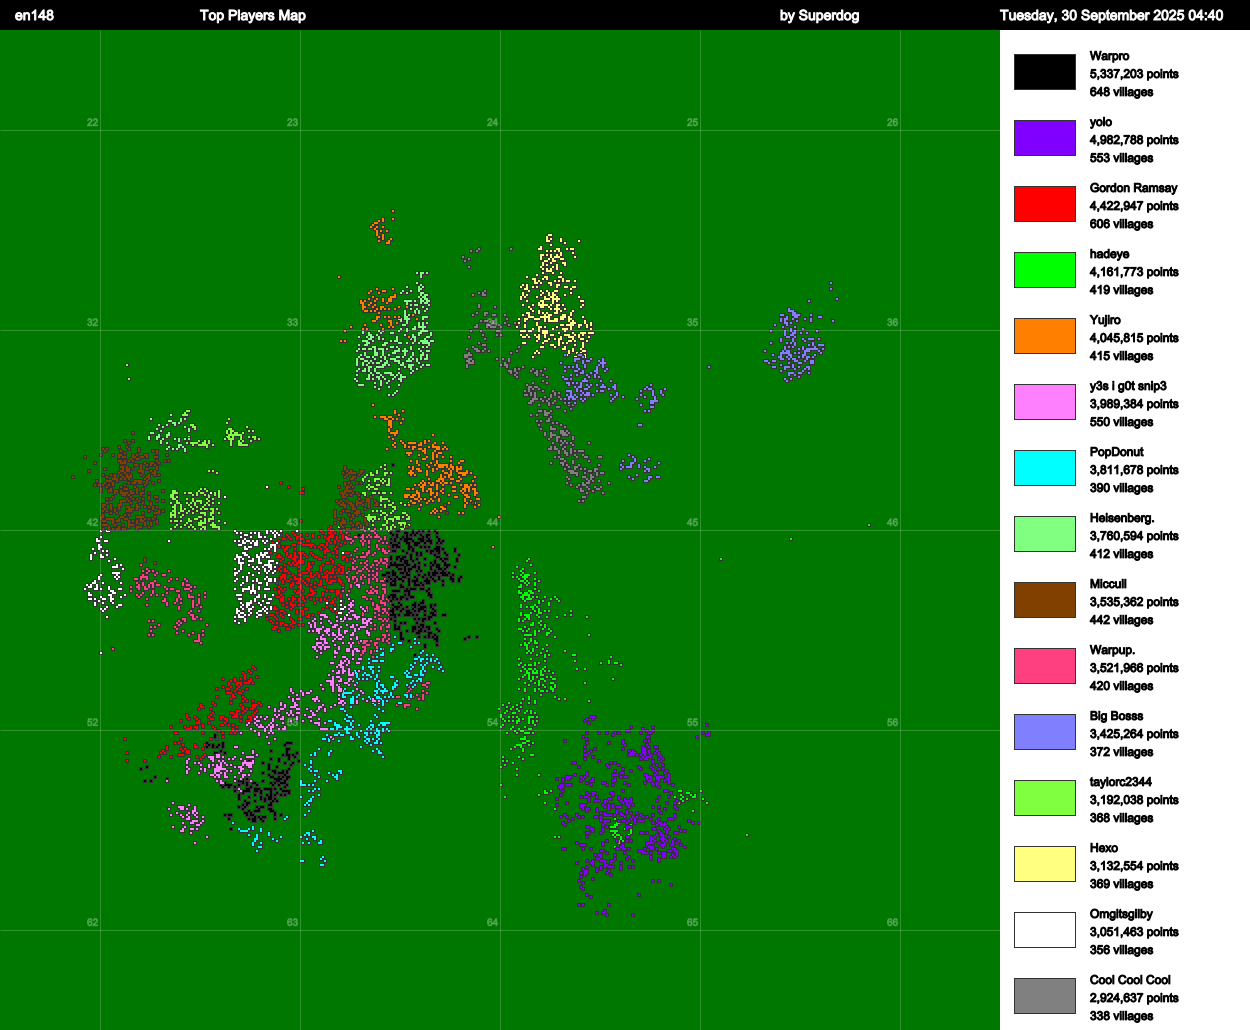 en148 Top Players Map by Superdog Tuesday, 30 September 2025 04:40
Warpro
5,337,203 points
648 villages
yolo
4,982,788 points
553 villages
Gordon Ramsay
4,422,947 points
606 villages
hadeye
4,161,773 points
419 villages
Yujiro
4,045,815 points
415 villages
y3s i g0t snip3
3,989,384 points
550 villages
PopDonut
3,811,678 points
390 villages
Heisenberg.
3,760,594 points
412 villages
Miccull
3,535,362 points
442 villages
Warpup.
3,521,966 points
420 villages
Big Bosss
3,425,264 points
372 villages
taylorc2344
3,192,038 points
368 villages
Hexo
3,132,554 points
369 villages
Omgitsgilby
3,051,463 points
356 villages
Cool Cool Cool
2,924,637 points
338 villages
22 23 24 25 26
32 33 34 35 36
42 43 44 45 46
52 53 54 55 56
62 63 64 65 66